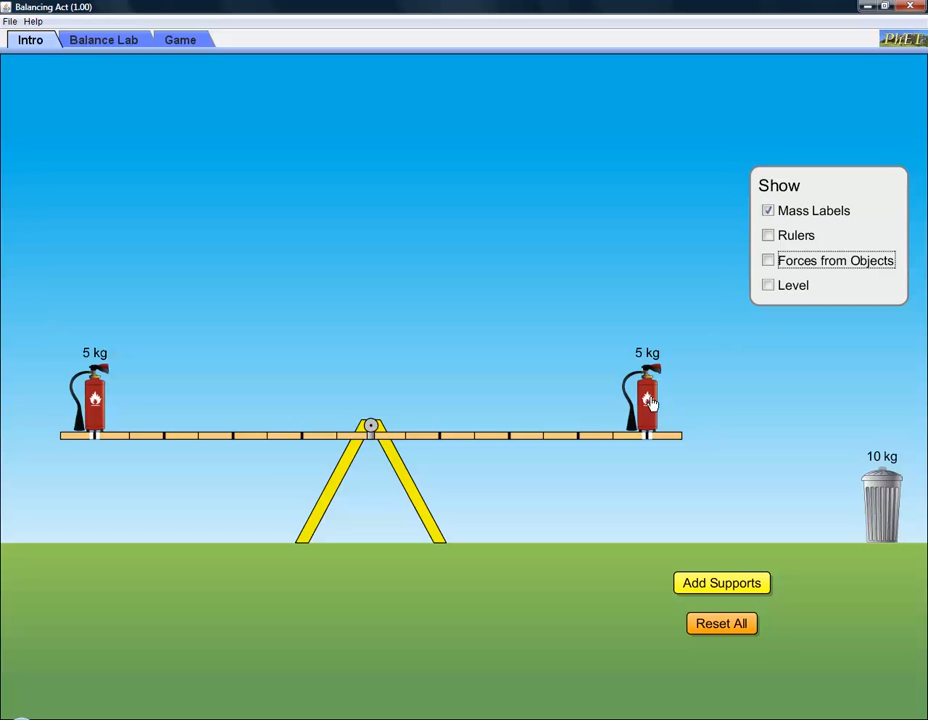 Balancing Act (1.00)
File Help
Intro Balance Lab Game
PhET
Show
Mass Labels
Rulers
Forces from Objects
Level
5 kg
5 kg
10 kg
Add Supports
Reset All